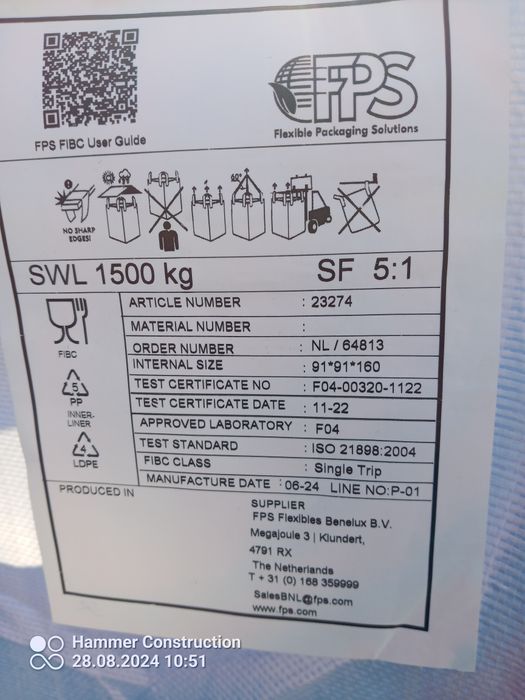 FPS
Flexible Packaging Solutions
FPS FIBC User Guide
NO SHARP
EDGES!
60°
SWL 1500 kg SF 5:1
FIBC
5
PP
INNER-
LINER
4
LDPE
ARTICLE NUMBER : 23274
MATERIAL NUMBER :
ORDER NUMBER : NL / 64813
INTERNAL SIZE : 91*91*160
TEST CERTIFICATE NO : F04-00320-1122
TEST CERTIFICATE DATE : 11-22
APPROVED LABORATORY : F04
TEST STANDARD : ISO 21898:2004
FIBC CLASS : Single Trip
MANUFACTURE DATE : 06-24 LINE NO:P-01
PRODUCED IN
SUPPLIER
FPS Flexibles Benelux B.V.
Megajoule 3 | Klundert,
4791 RX
The Netherlands
T + 31 (0) 168 359999
SalesBNL@fps.com
www.fps.com
Hammer Construction
28.08.2024 10:51